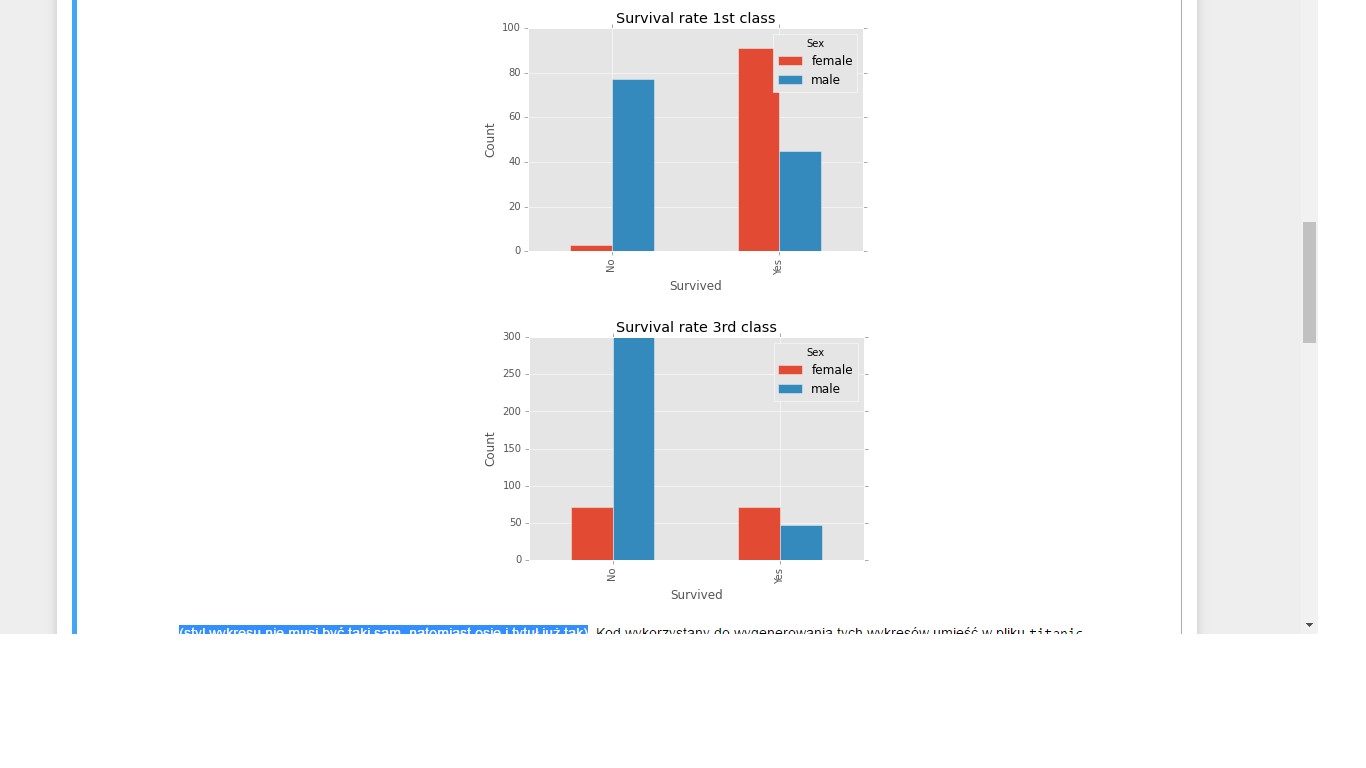 Survival rate 1st class
100
80
60
40
20
0
Count
Sex
female
male
No
Yes
Survived
Survival rate 3rd class
300
250
200
150
100
50
0
Count
Sex
female
male
No
Yes
Survived
(styl wykresu nie musi być taki sam, natomiast osie i tytuł już tak). Kod wykorzystany do wygenerowania tych wykresów umieść w pliku titanic